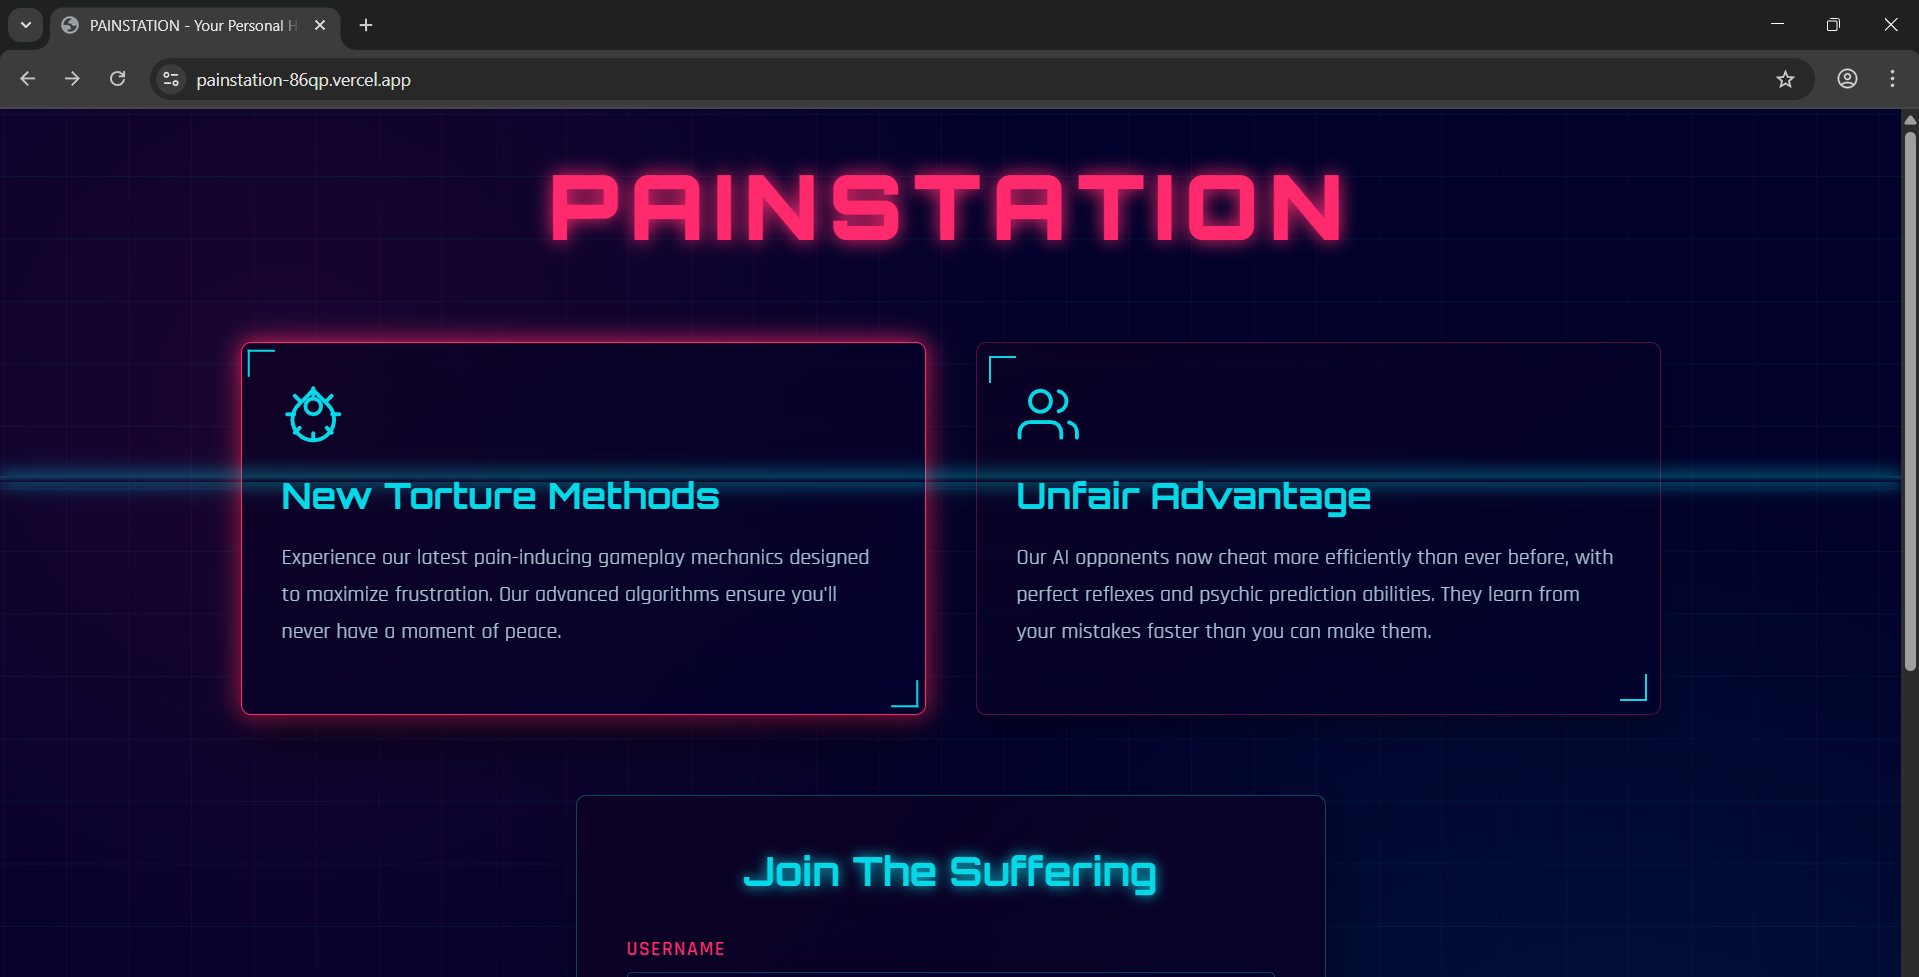 PAINSTATION - Your Personal H
painstation-86qp.vercel.app
PAINSTATION
New Torture Methods
Experience our latest pain-inducing gameplay mechanics designed
to maximize frustration. Our advanced algorithms ensure you'll
never have a moment of peace.
Unfair Advantage
Our AI opponents now cheat more efficiently than ever before, with
perfect reflexes and psychic prediction abilities. They learn from
your mistakes faster than you can make them.
Join The Suffering
USERNAME